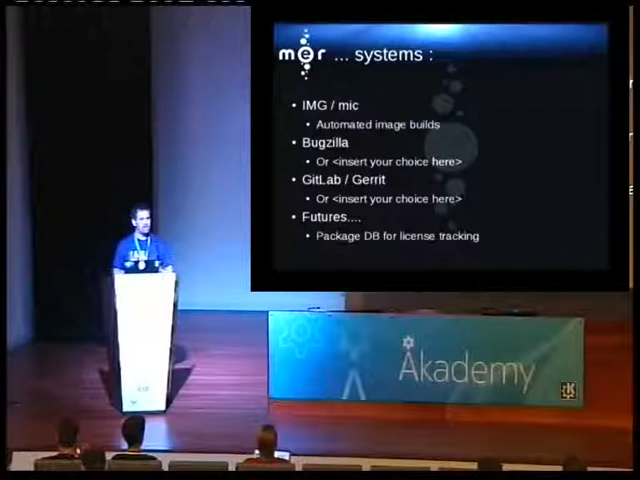 mer ... systems :
• IMG / mic
• Automated image builds
• Bugzilla
• Or <insert your choice here>
• GitLab / Gerrit
• Or <insert your choice here>
• Futures....
• Package DB for license tracking
Akademy